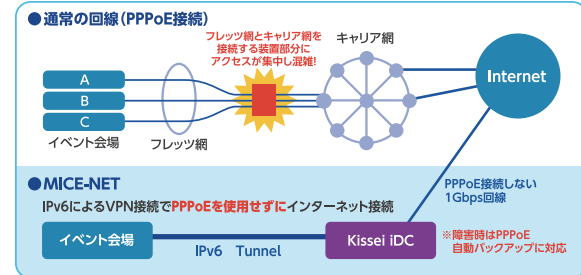 ●通常の回線(PPPoE接続)
フレッツ網とキャリア網を
接続する装置部分に
アクセスが集中し混雑!
キャリア網
Internet
A
B
C
イベント会場
フレッツ網
●MICE-NET
IPv6によるVPN接続でPPPoEを使用せずにインターネット接続
PPPoE接続しない
1Gbps回線
イベント会場
IPv6 Tunnel
Kissei iDC
※障害時はPPPoE
自動バックアップに対応